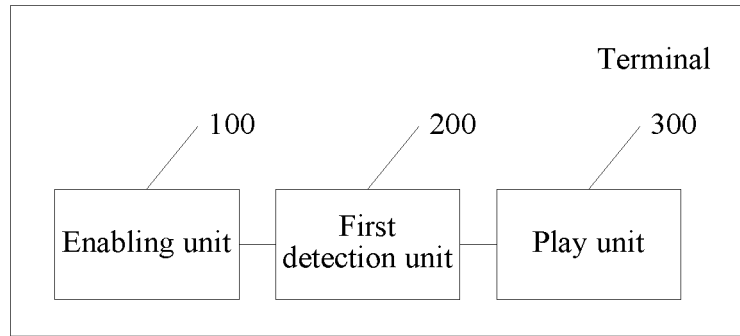 Terminal
100
200
300
Enabling unit
First
detection unit
Play unit